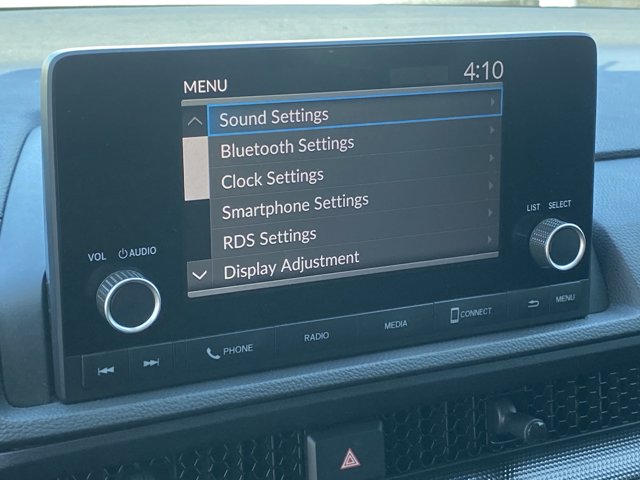 MENU 4:10
Sound Settings
Bluetooth Settings
Clock Settings
Smartphone Settings
RDS Settings
Display Adjustment
LIST SELECT
VOL AUDIO
PHONE RADIO MEDIA CONNECT MENU